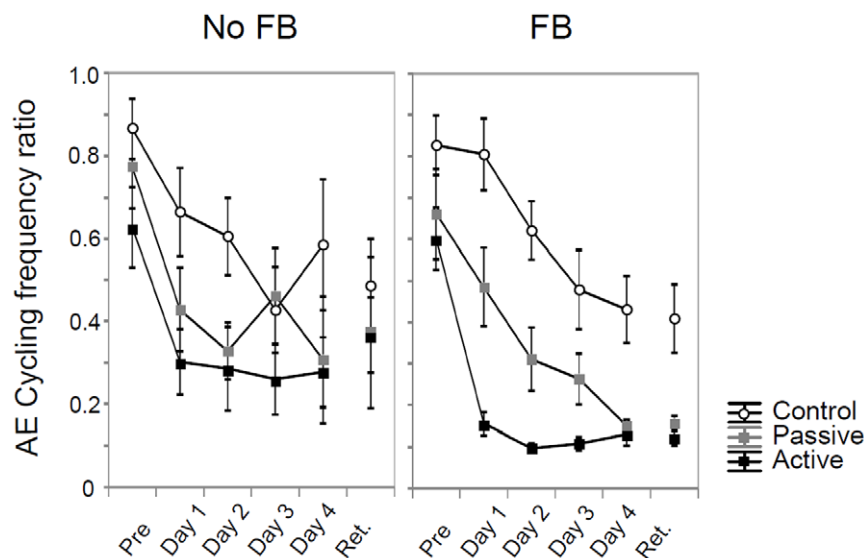 No FB FB
AE Cycling frequency ratio
1.0
0.8
0.6
0.4
0.2
0
Pre Day 1 Day 2 Day 3 Day 4 Ret.
Pre Day 1 Day 2 Day 3 Day 4 Ret.
Control
Passive
Active